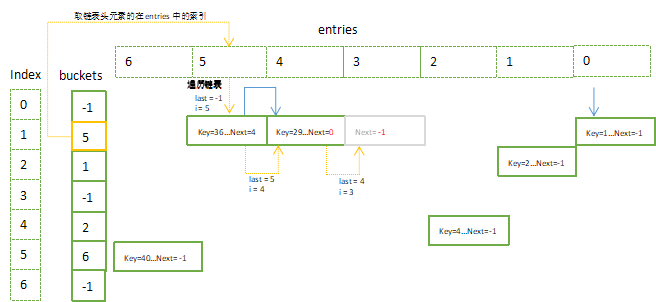 取链表头元素的在entries 中的索引
entries
6 5 4 3 2 1 0
Index buckets
遍历链表
last = -1
i = 5
0 -1
1 5
2 1
3 -1
4 2
5 6
6 -1
Key=36...Next=4 Key=29...Next=0 Next= -1 Key=1...Next=-1
Key=2...Next=-1
last = 5
i = 4
last = 4
i = 3
Key=4...Next=-1
Key=40...Next= -1